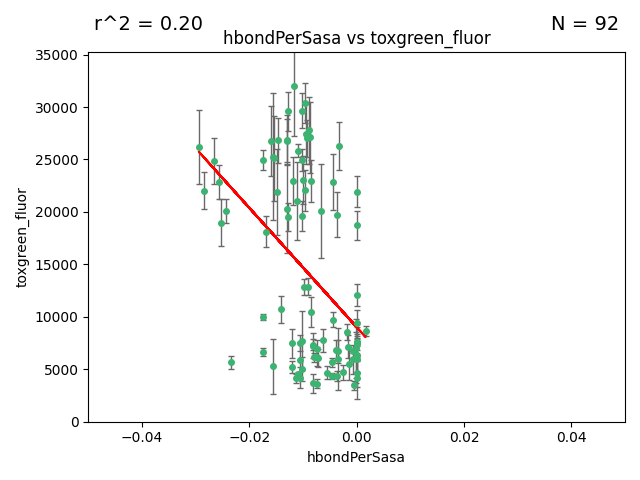 r^2 = 0.20
N = 92
hbondPerSasa vs toxgreen_fluor
35000
30000
25000
20000
15000
10000
5000
0
toxgreen_fluor
−0.04
−0.02
0.00
0.02
0.04
hbondPerSasa